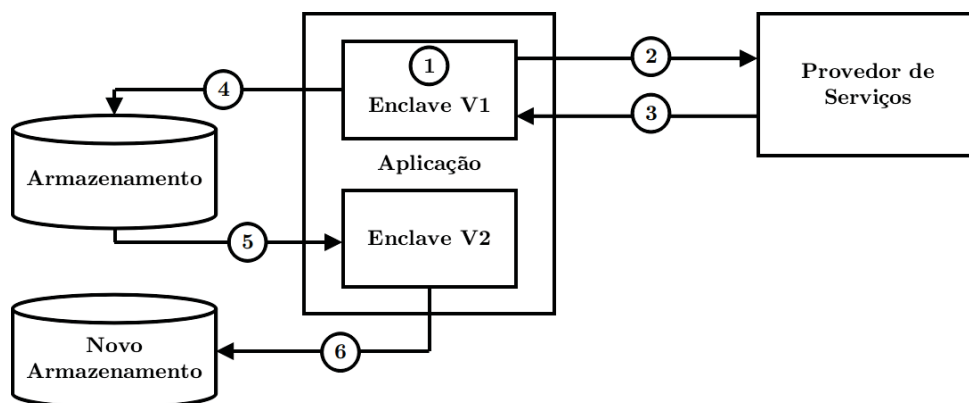 1
Enclave V1
2
3
Provedor de
Serviços
4
Armazenamento
Aplicação
5
Enclave V2
6
Novo
Armazenamento